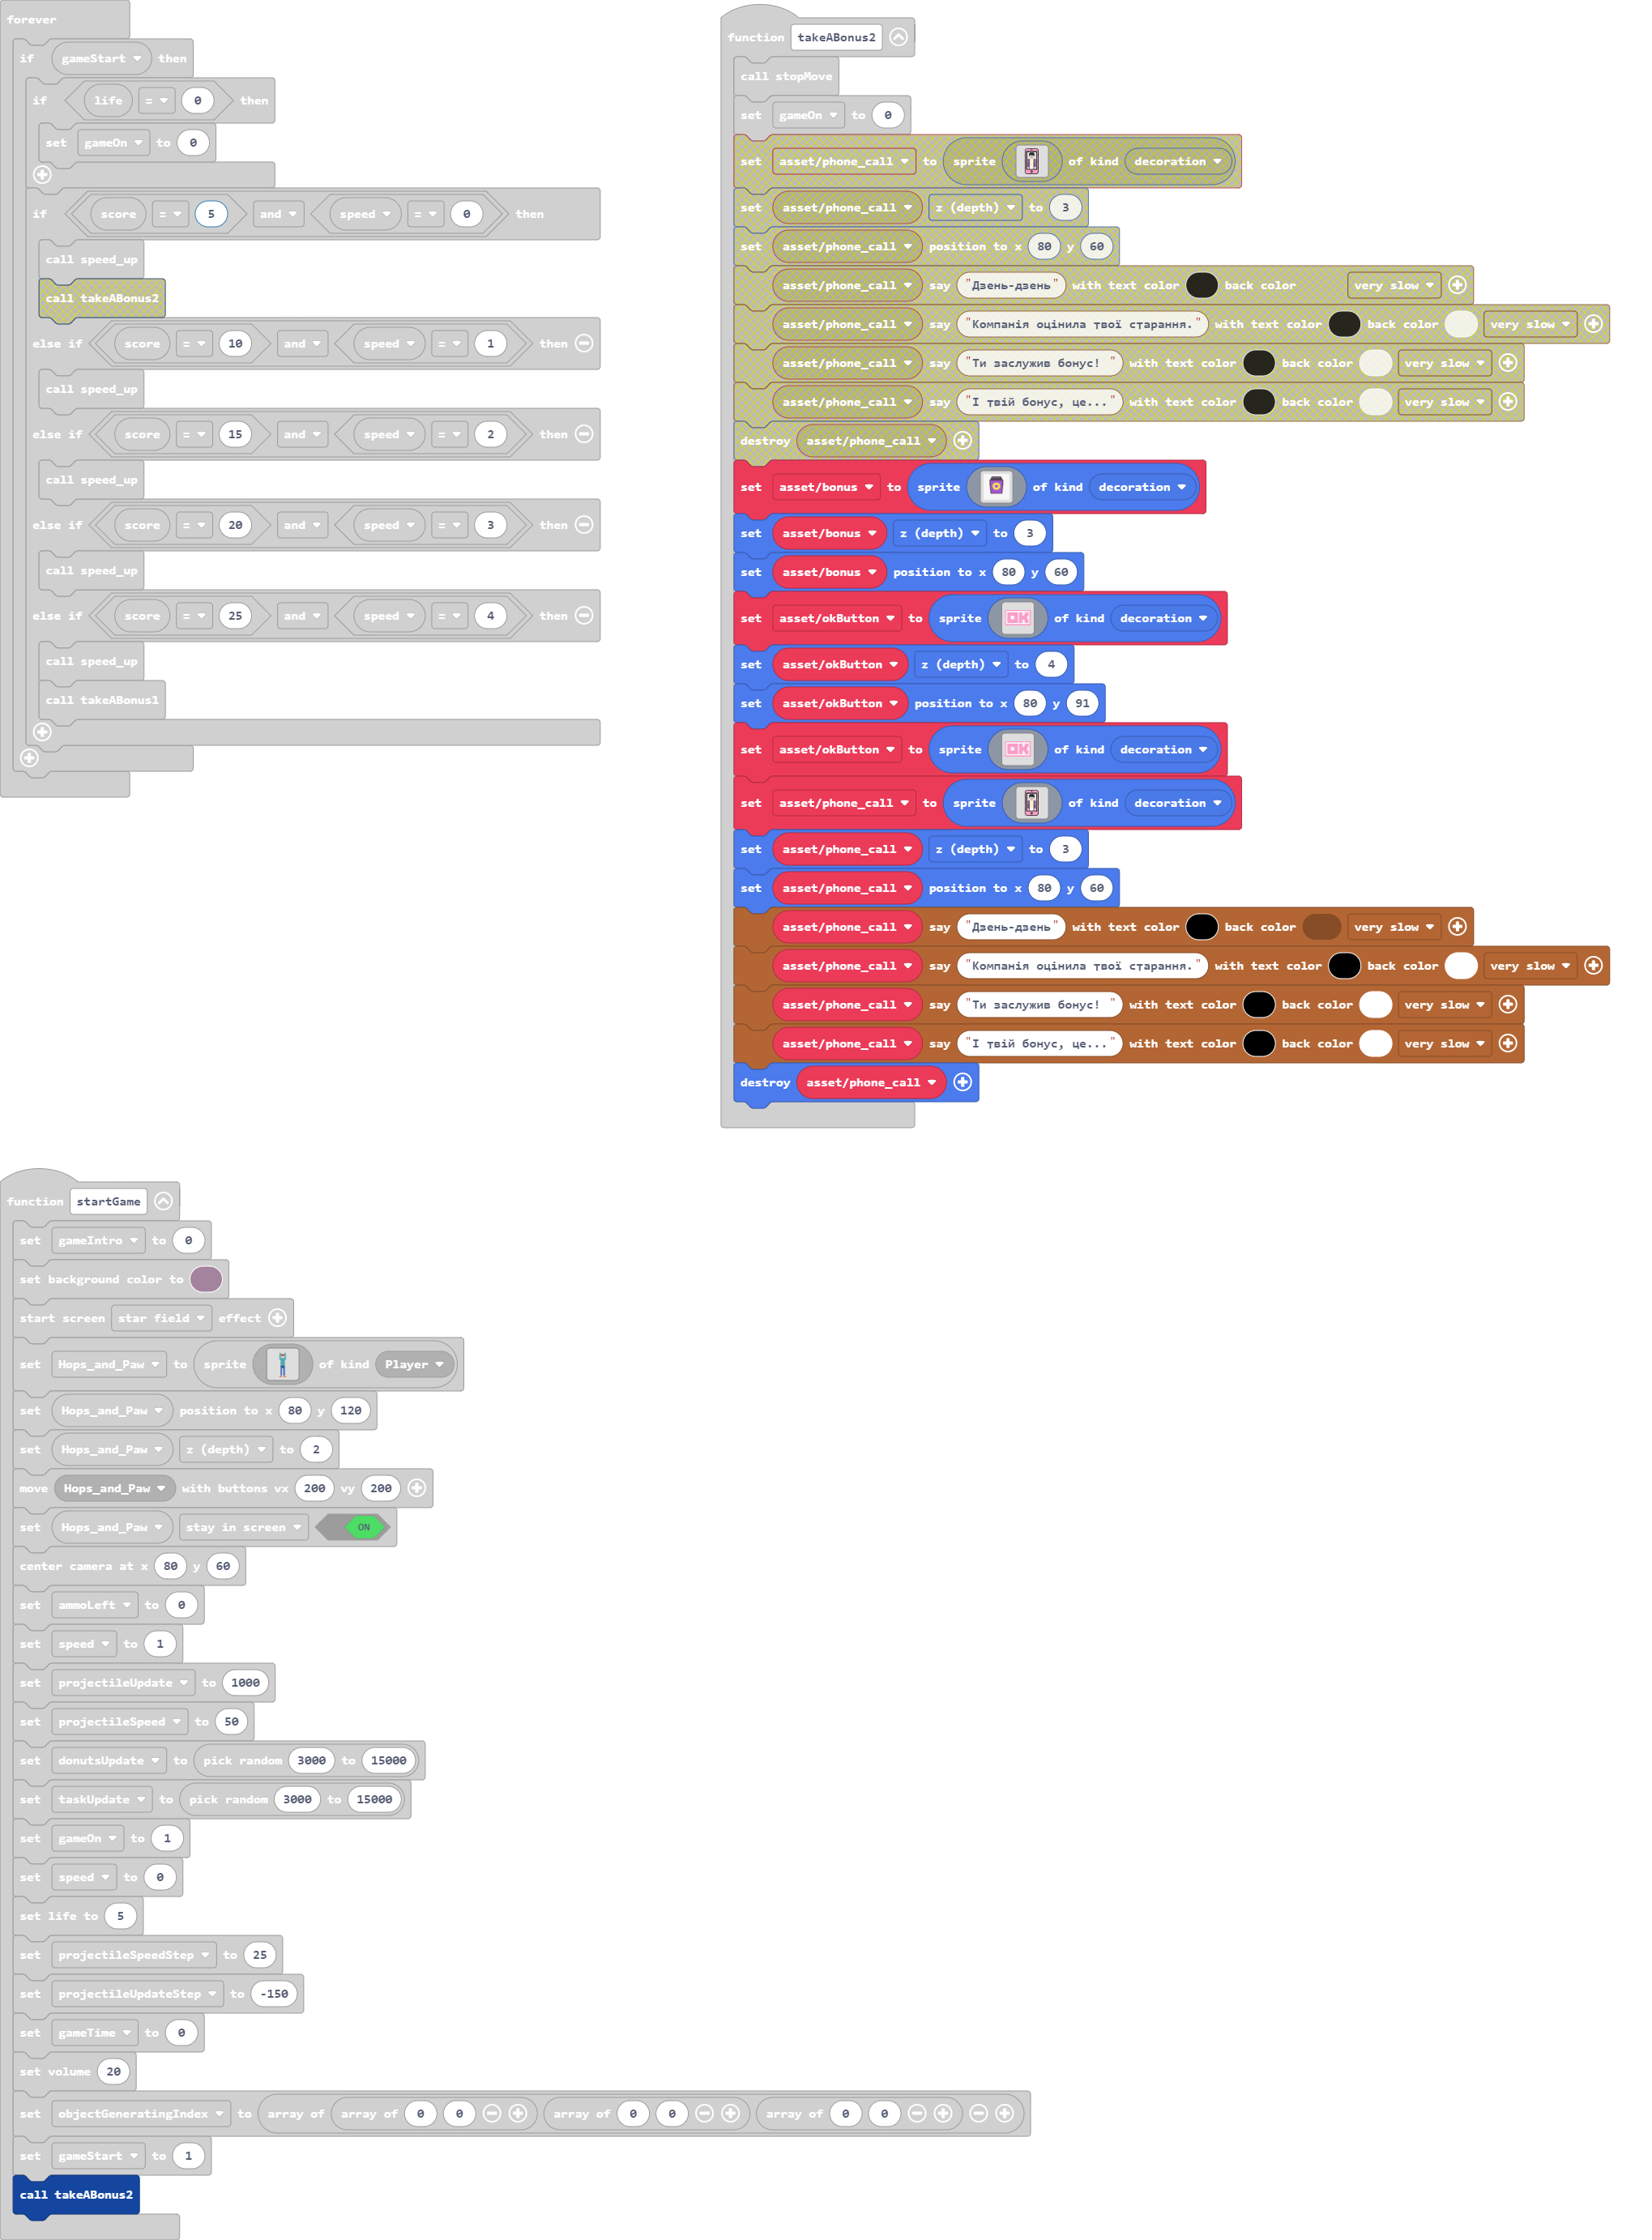 forever
if gameStart then
if life = 0 then
set gameOn to 0
if score = 5 and speed = 0 then
call speed_up
call takeABonus2
else if score = 10 and speed = 1 then
call speed_up
else if score = 15 and speed = 2 then
call speed_up
else if score = 20 and speed = 3 then
call speed_up
else if score = 25 and speed = 4 then
call speed_up
call takeABonus1
function takeABonus2
call stopMove
set gameOn to 0
set asset/phone_call to sprite of kind decoration
set asset/phone_call z (depth) to 3
set asset/phone_call position to x 80 y 60
asset/phone_call say "Дзень-дзень" with text color back color very slow
asset/phone_call say "Компанія оцінила твої старання." with text color back color very slow
asset/phone_call say "Ти заслужив бонус! " with text color back color very slow
asset/phone_call say "І твій бонус, це..." with text color back color very slow
destroy asset/phone_call
set asset/bonus to sprite of kind decoration
set asset/bonus z (depth) to 3
set asset/bonus position to x 80 y 60
set asset/okButton to sprite OK of kind decoration
set asset/okButton z (depth) to 4
set asset/okButton position to x 80 y 91
set asset/okButton to sprite OK of kind decoration
set asset/phone_call to sprite of kind decoration
set asset/phone_call z (depth) to 3
set asset/phone_call position to x 80 y 60
asset/phone_call say "Дзень-дзень" with text color back color very slow
asset/phone_call say "Компанія оцінила твої старання." with text color back color very slow
asset/phone_call say "Ти заслужив бонус! " with text color back color very slow
asset/phone_call say "І твій бонус, це..." with text color back color very slow
destroy asset/phone_call
function startGame
set gameIntro to 0
set background color to
start screen star field effect
set Hops_and_Paw to sprite of kind Player
set Hops_and_Paw position to x 80 y 120
set Hops_and_Paw z (depth) to 2
move Hops_and_Paw with buttons vx 200 vy 200
set Hops_and_Paw stay in screen ON
center camera at x 80 y 60
set ammoLeft to 0
set speed to 1
set projectileUpdate to 1000
set projectileSpeed to 50
set donutsUpdate to pick random 3000 to 15000
set taskUpdate to pick random 3000 to 15000
set gameOn to 1
set speed to 0
set life to 5
set projectileSpeedStep to 25
set projectileUpdateStep to -150
set gameTime to 0
set volume 20
set objectGeneratingIndex to array of array of 0 0 array of 0 0 array of 0 0
set gameStart to 1
call takeABonus2